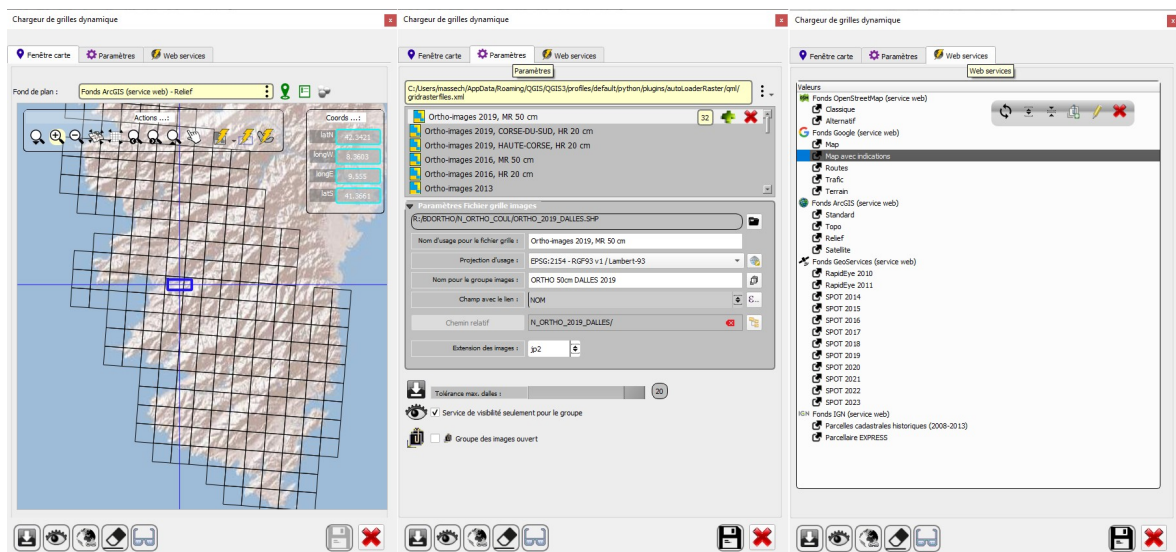 Chargeur de grilles dynamique
x
Fenêtre carte
Paramètres
Web services
Fond de plan :
Fonds ArcGIS (service web) - Relief
Actions ...:
Coords ...:
latN
longW
8.3603
longE
9.559
latS
41.3661
Chargeur de grilles dynamique
x
Fenêtre carte
Paramètres
Web services
Paramètres
C:/Users/massech/AppData/Roaming/QGIS/QGIS3/profiles/default/python/plugins/autoLoaderRaster/qml/
gridrasterfiles.xml
Ortho-images 2019, MR 50 cm
32
Ortho-images 2019, CORSE-DU-SUD, HR 20 cm
Ortho-images 2019, HAUTE-CORSE, HR 20 cm
Ortho-images 2016, MR 50 cm
Ortho-images 2016, HR 20 cm
Ortho-images 2013
Paramètres Fichier grille images
R:/BDORTHO/N_ORTHO_COUL/ORTHO_2019_DALLES.SHP
Nom d'usage pour le fichier grille :
Ortho-images 2019, MR 50 cm
Projection d'usage :
EPSG:2154 - RGF93 v1 / Lambert-93
Nom pour le groupe images :
ORTHO 50cm DALLES 2019
Champ avec le lien :
NOM
ε...
Chemin relatif
N_ORTHO_2019_DALLES/
Extension des images :
jp2
Tolérance max. dalles :
20
Service de visibilité seulement pour le groupe
Groupe des images ouvert
Chargeur de grilles dynamique
x
Fenêtre carte
Paramètres
Web services
Web services
Valeurs
Fonds OpenStreetMap (service web)
Classique
Alternatif
Fonds Google (service web)
Map
Map avec indications
Routes
Trafic
Terrain
Fonds ArcGIS (service web)
Standard
Topo
Relief
Satellite
Fonds GeoServices (service web)
RapidEye 2010
RapidEye 2011
SPOT 2014
SPOT 2015
SPOT 2016
SPOT 2017
SPOT 2018
SPOT 2019
SPOT 2020
SPOT 2021
SPOT 2022
SPOT 2023
IGN Fonds IGN (service web)
Parcelles cadastrales historiques (2008-2013)
Parcellaire EXPRESS